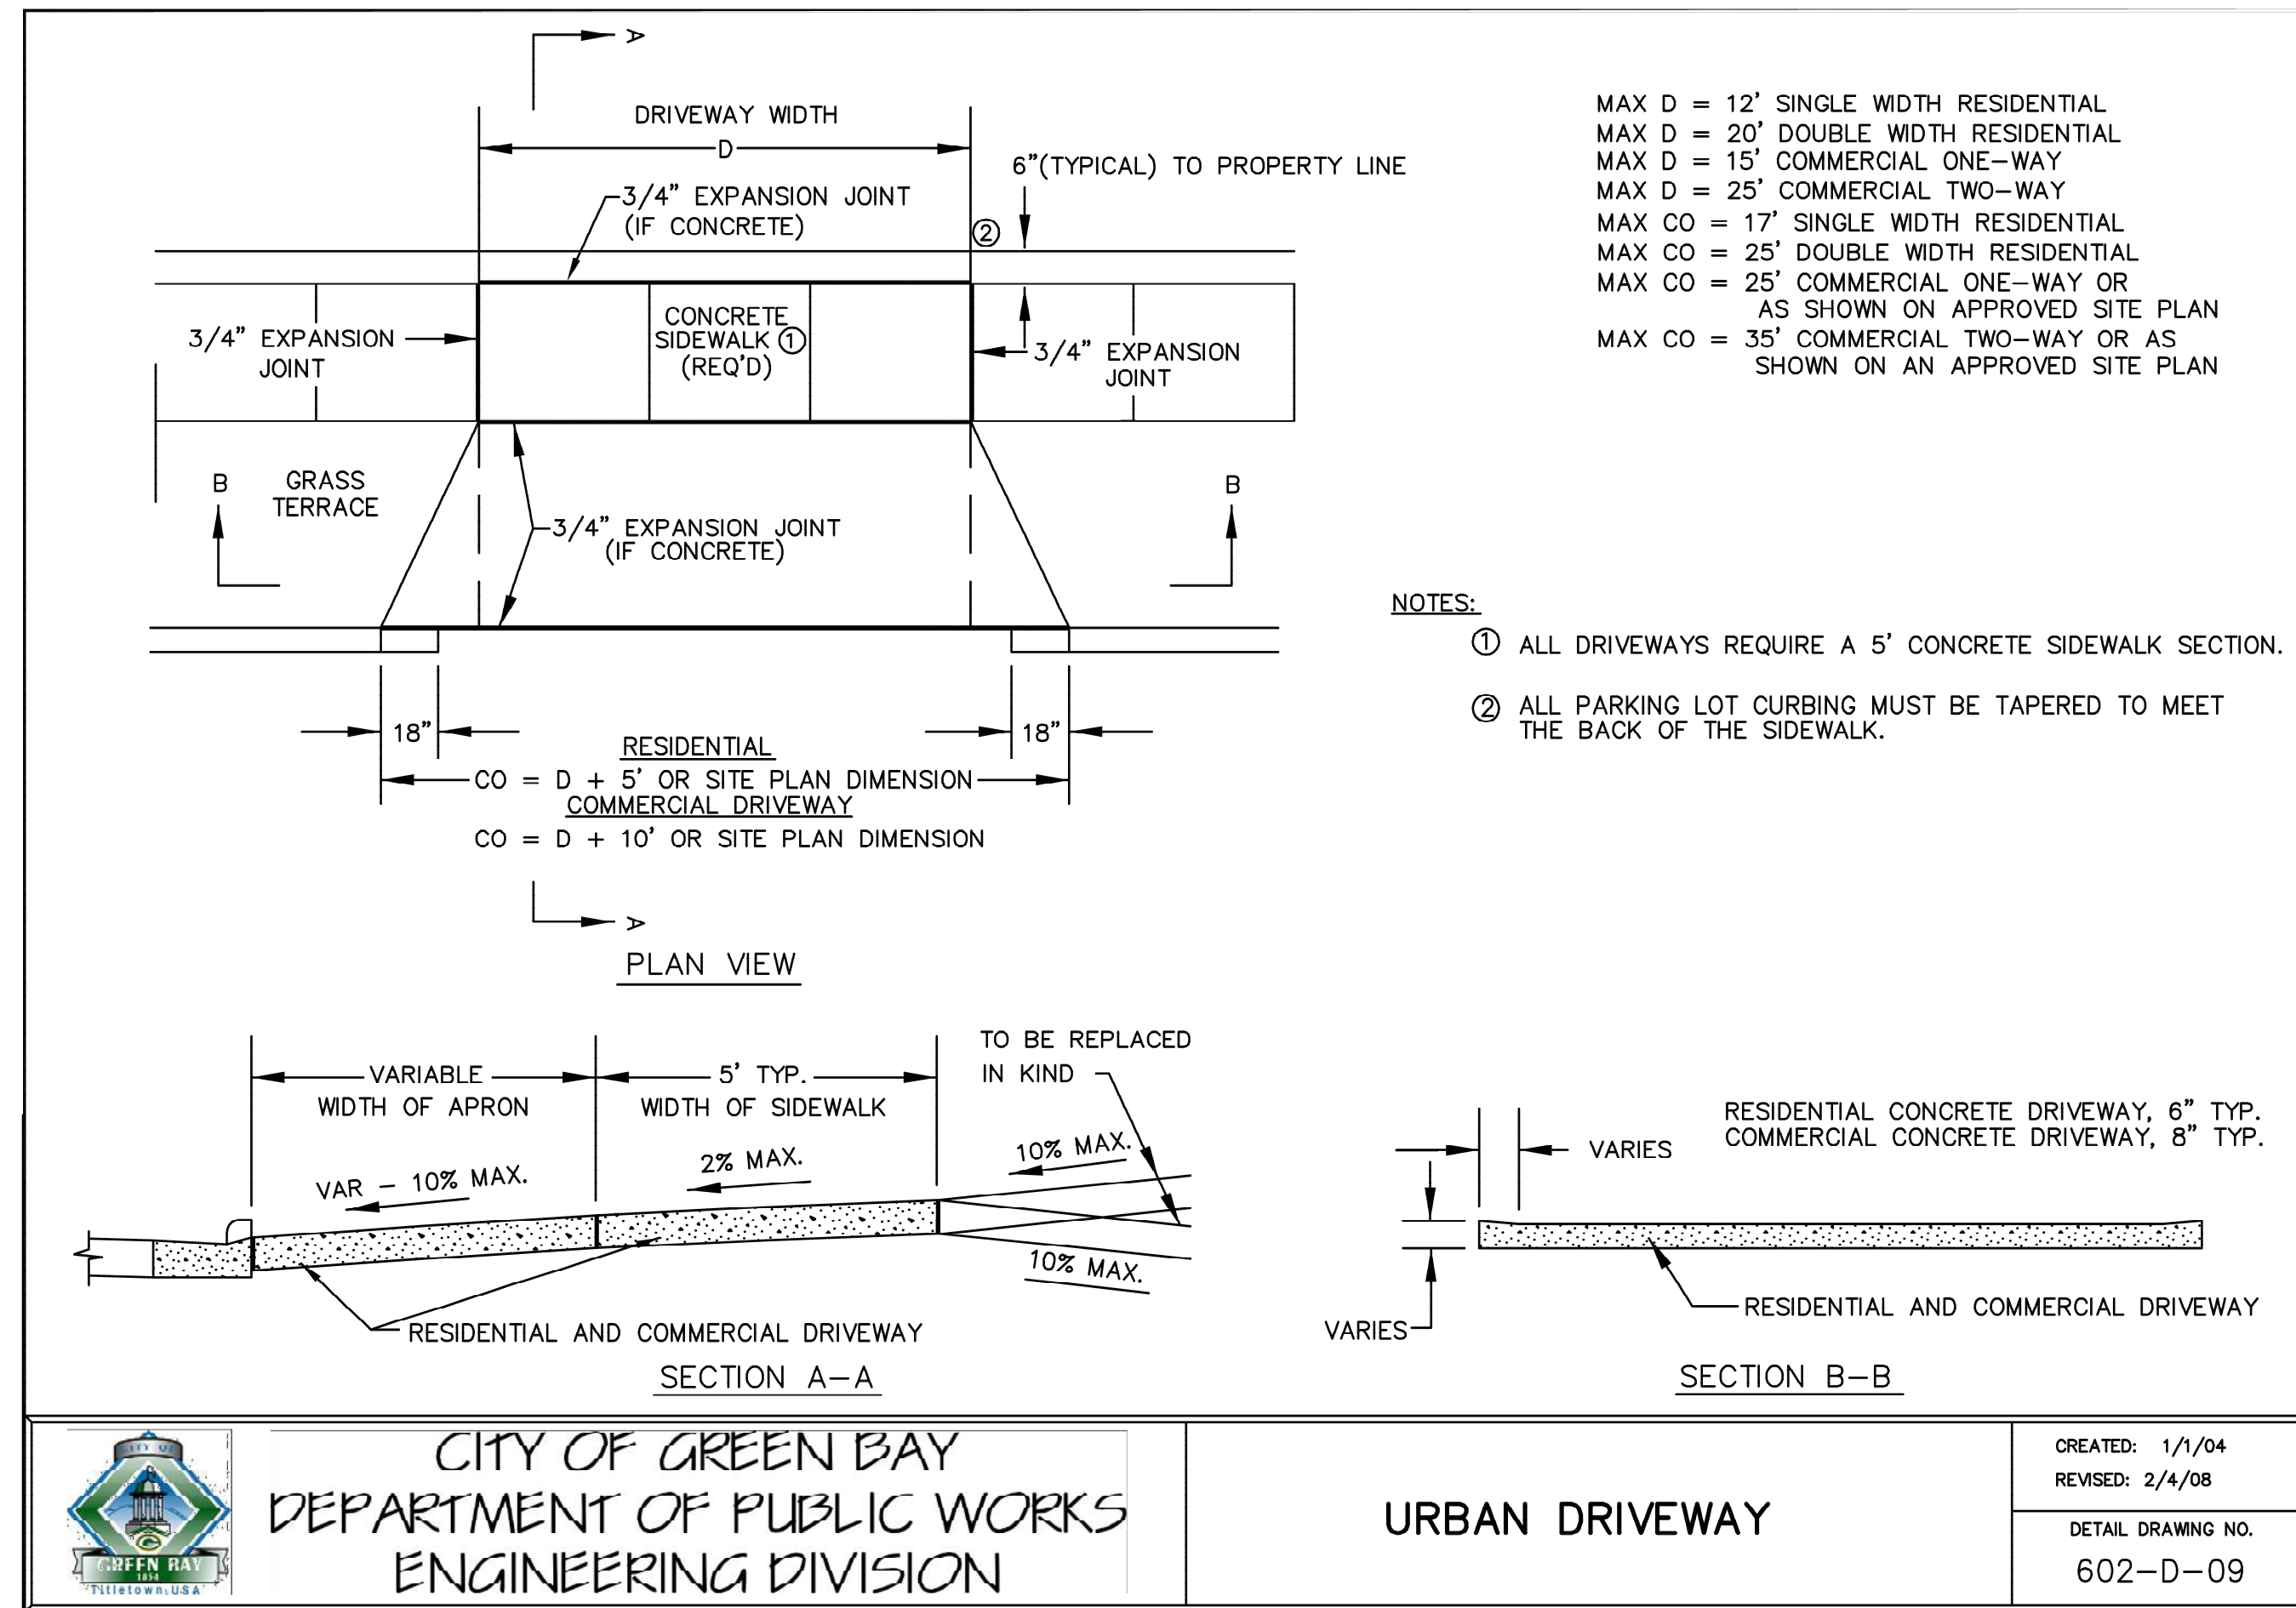 A
DRIVEWAY WIDTH
D
6"(TYPICAL) TO PROPERTY LINE
3/4" EXPANSION JOINT
(IF CONCRETE)
②
CONCRETE
SIDEWALK ①
(REQ'D)
3/4" EXPANSION
JOINT
3/4" EXPANSION
JOINT
B
GRASS
TERRACE
B
3/4" EXPANSION JOINT
(IF CONCRETE)
18"
18"
RESIDENTIAL
CO = D + 5' OR SITE PLAN DIMENSION
COMMERCIAL DRIVEWAY
CO = D + 10' OR SITE PLAN DIMENSION
A
PLAN VIEW
MAX D = 12' SINGLE WIDTH RESIDENTIAL
MAX D = 20' DOUBLE WIDTH RESIDENTIAL
MAX D = 15' COMMERCIAL ONE-WAY
MAX D = 25' COMMERCIAL TWO-WAY
MAX CO = 17' SINGLE WIDTH RESIDENTIAL
MAX CO = 25' DOUBLE WIDTH RESIDENTIAL
MAX CO = 25' COMMERCIAL ONE-WAY OR
AS SHOWN ON APPROVED SITE PLAN
MAX CO = 35' COMMERCIAL TWO-WAY OR AS
SHOWN ON AN APPROVED SITE PLAN
NOTES:
① ALL DRIVEWAYS REQUIRE A 5' CONCRETE SIDEWALK SECTION.
② ALL PARKING LOT CURBING MUST BE TAPERED TO MEET
THE BACK OF THE SIDEWALK.
TO BE REPLACED
IN KIND
VARIABLE
WIDTH OF APRON
5' TYP.
WIDTH OF SIDEWALK
VAR - 10% MAX.
2% MAX.
10% MAX.
10% MAX.
RESIDENTIAL AND COMMERCIAL DRIVEWAY
SECTION A-A
RESIDENTIAL CONCRETE DRIVEWAY, 6" TYP.
COMMERCIAL CONCRETE DRIVEWAY, 8" TYP.
VARIES
VARIES
RESIDENTIAL AND COMMERCIAL DRIVEWAY
SECTION B-B
CITY OF
GREEN BAY
1854
Titletown, USA
CITY OF GREEN BAY
DEPARTMENT OF PUBLIC WORKS
ENGINEERING DIVISION
URBAN DRIVEWAY
CREATED: 1/1/04
REVISED: 2/4/08
DETAIL DRAWING NO.
602-D-09